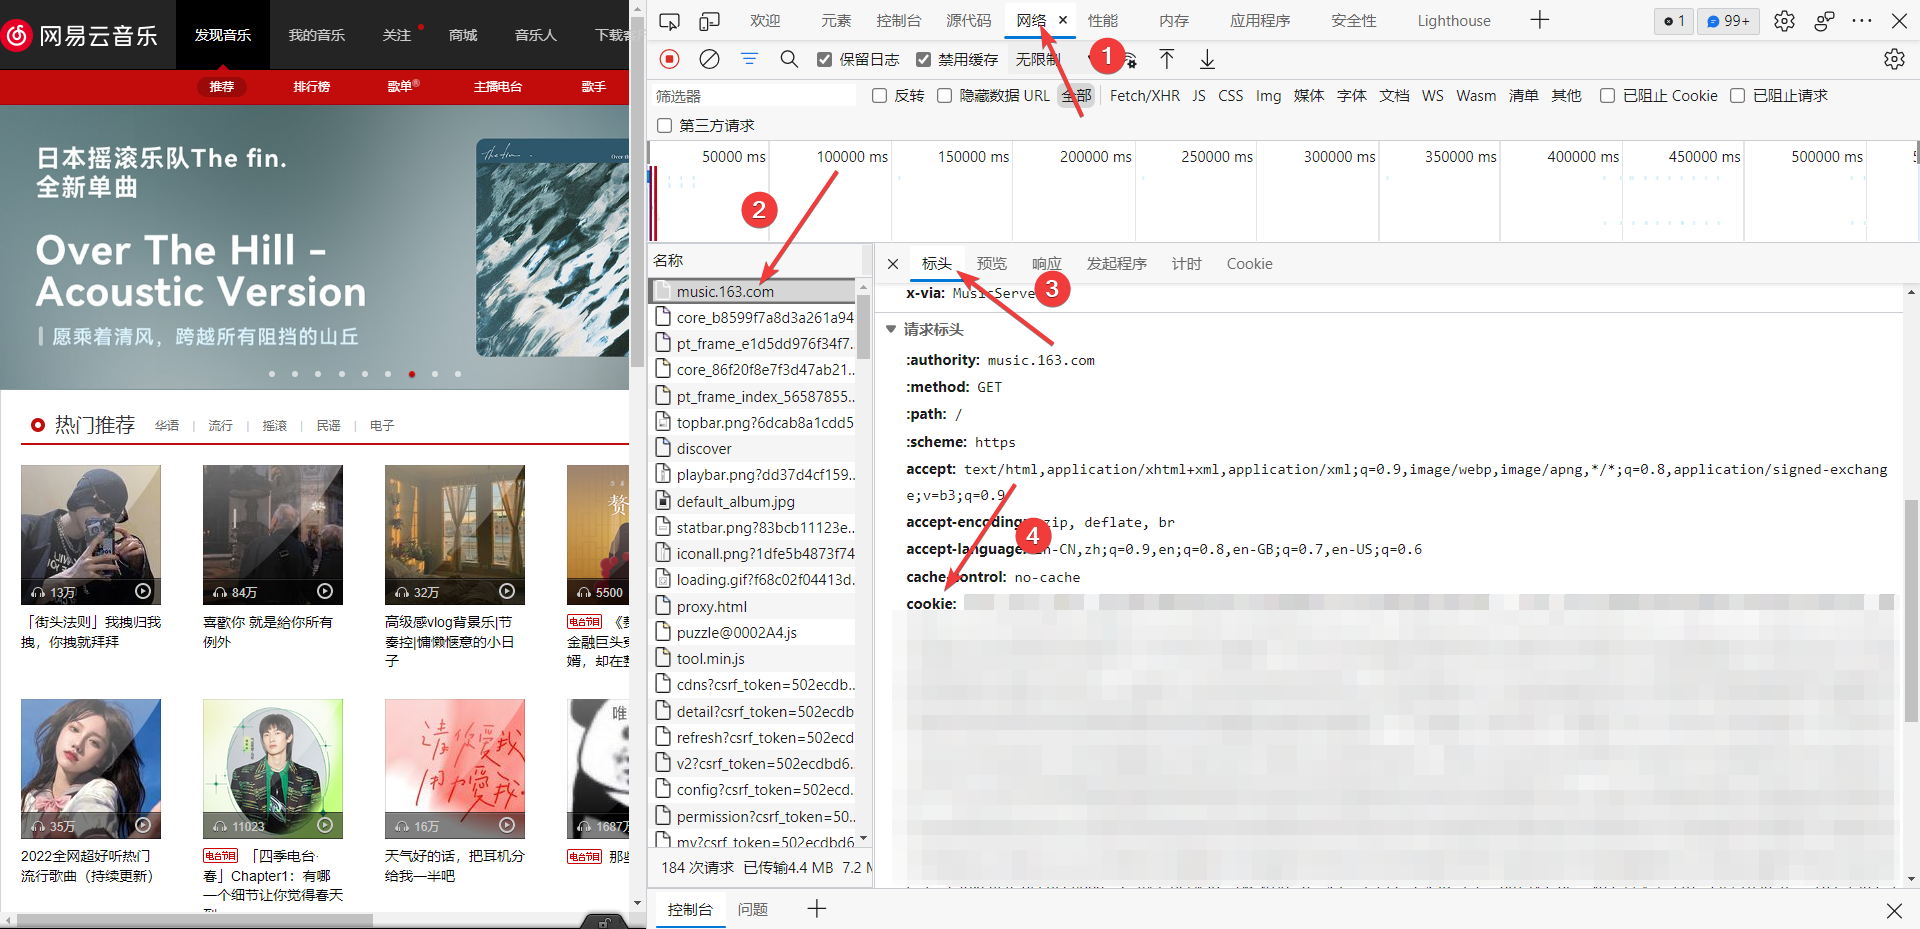 网易云音乐
发现音乐 我的音乐 关注 商城 音乐人 下载客
推荐 排行榜 歌单® 主播电台 歌手
日本摇滚乐队The fin.
全新单曲
Over The Hill -
Acoustic Version
愿乘着清风，跨越所有阻挡的山丘
热门推荐 华语 | 流行 | 摇滚 | 民谣 | 电子
13万
84万
32万
5500
「街头法则」我拽归我拽，你拽就拜拜
喜歡你 就是給你所有例外
高级感vlog背景乐|节奏控|慵懒惬意的小日子
电台节目
金融巨头
婿，却在
35万
11023
16万
1687万
请你爱我
用力爱我
唯
2022全网超好听热门流行歌曲（持续更新）
电台节目 「四季电台·春」Chapter1：有哪一个细节让你觉得春天
天气好的话，把耳机分给我一半吧
电台节目 那些
欢迎 元素 控制台 源代码 网络 性能 内存 应用程序 安全性 Lighthouse
1 99+
保留日志 禁用缓存 无限制
筛选器 反转 隐藏数据 URL 全部 Fetch/XHR JS CSS Img 媒体 字体 文档 WS Wasm 清单 其他 已阻止 Cookie 已阻止请求
第三方请求
50000 ms 100000 ms 150000 ms 200000 ms 250000 ms 300000 ms 350000 ms 400000 ms 450000 ms 500000 ms
1
2
3
4
名称
music.163.com
core_b8599f7a8d3a261a94
pt_frame_e1d5dd976f34f7...
core_86f20f8e7f3d47ab21...
pt_frame_index_56587855...
topbar.png?6dcab8a1cdd5
discover
playbar.png?dd37d4cf159...
default_album.jpg
statbar.png?83bcb11123e...
iconall.png?1dfe5b4873f74
loading.gif?f68c02f04413d...
proxy.html
puzzle@0002A4.js
tool.min.js
cdns?csrf_token=502ecdb...
detail?csrf_token=502ecdb
refresh?csrf_token=502ecd
v2?csrf_token=502ecdbd6...
config?csrf_token=502ecd...
permission?csrf_token=50...
my?csrf_token=502ecdbd6
184 次请求 已传输4.4 MB 7.2 M
标头 预览 响应 发起程序 计时 Cookie
x-via: MusicServe
请求标头
:authority: music.163.com
:method: GET
:path: /
:scheme: https
accept: text/html,application/xhtml+xml,application/xml;q=0.9,image/webp,image/apng,*/*;q=0.8,application/signed-exchang
e;v=b3;q=0.9
accept-encoding: zip, deflate, br
accept-language: zh-CN,zh;q=0.9,en;q=0.8,en-GB;q=0.7,en-US;q=0.6
cache-control: no-cache
cookie:
控制台 问题